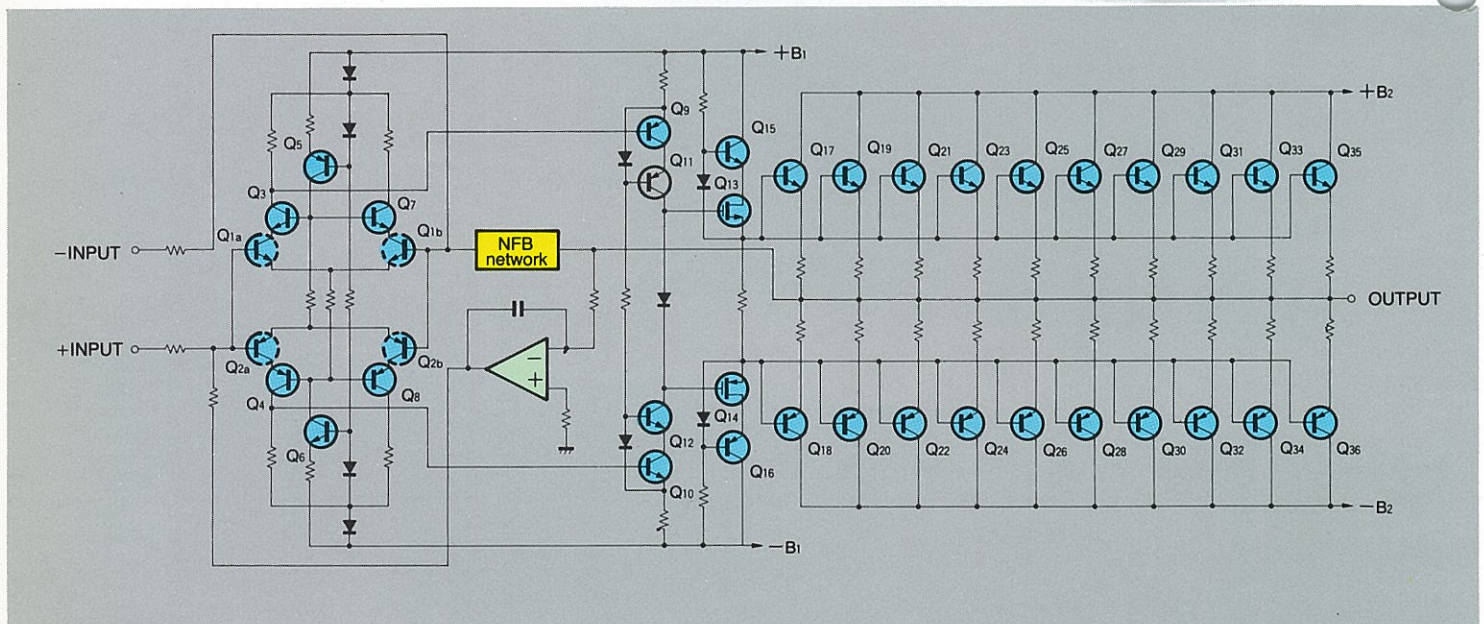 +B1
Q9
Q15
+B2
Q5
Q11
Q17
Q19
Q21
Q23
Q25
Q27
Q29
Q31
Q33
Q35
Q3
Q7
Q13
Q1a
Q1b
-INPUT
NFB
network
OUTPUT
+INPUT
Q2a
Q2b
−
+
Q4
Q8
Q14
Q6
Q12
Q16
Q18
Q20
Q22
Q24
Q26
Q28
Q30
Q32
Q34
Q36
Q10
-B2
-B1